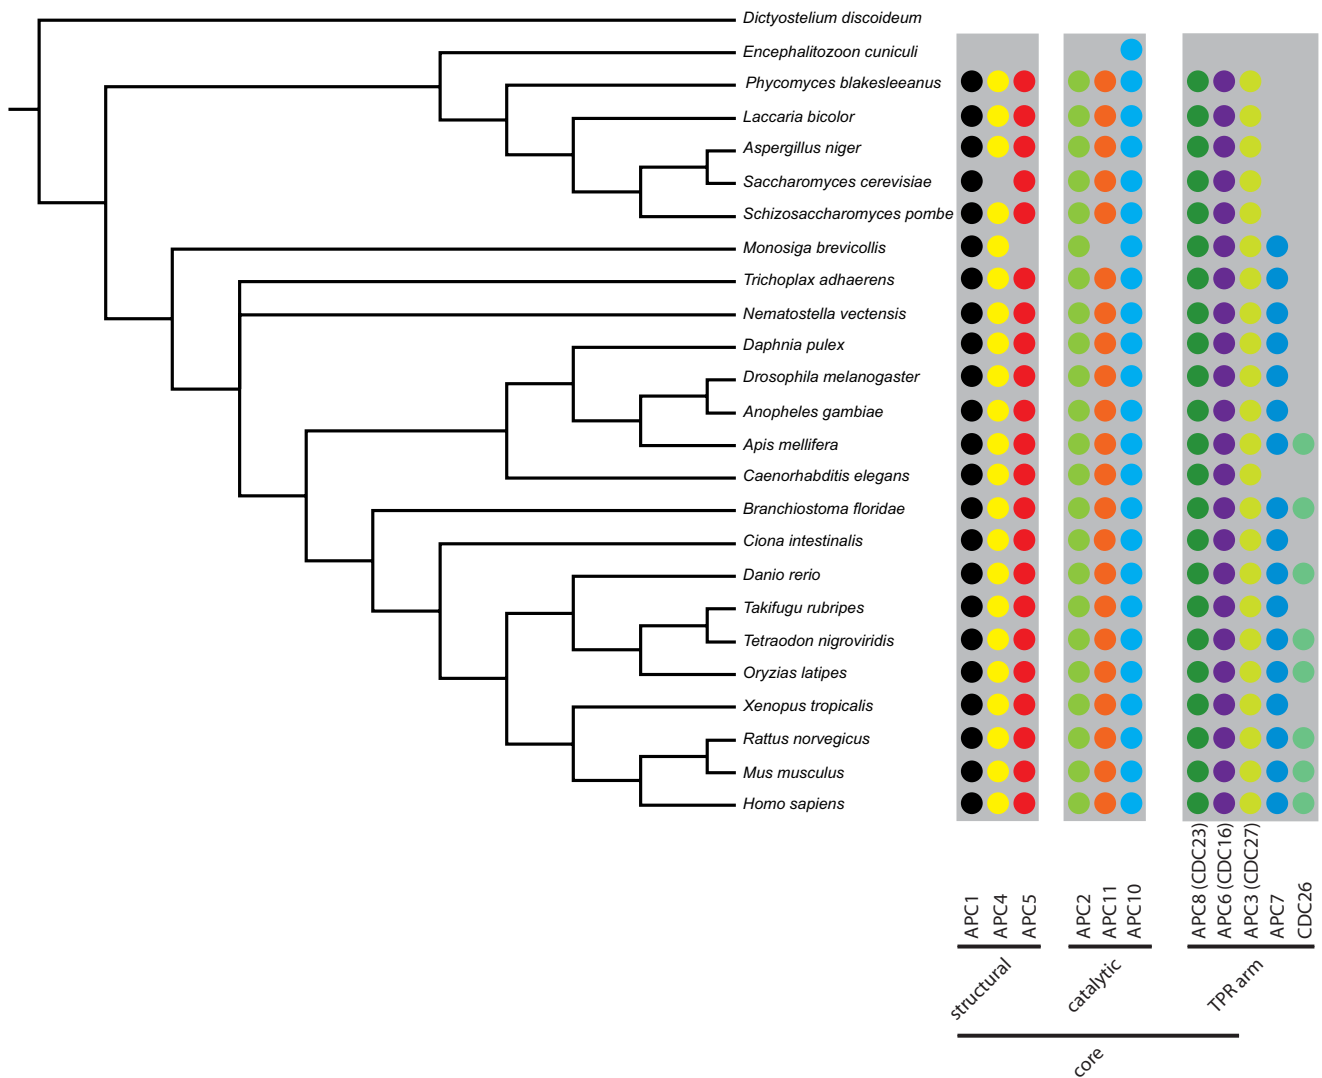 Dictyostelium discoideum
Encephalitozoon cuniculi
Phycomyces blakesleeanus
Laccaria bicolor
Aspergillus niger
Saccharomyces cerevisiae
Schizosaccharomyces pombe
Monosiga brevicollis
Trichoplax adhaerens
Nematostella vectensis
Daphnia pulex
Drosophila melanogaster
Anopheles gambiae
Apis mellifera
Caenorhabditis elegans
Branchiostoma floridae
Ciona intestinalis
Danio rerio
Takifugu rubripes
Tetraodon nigroviridis
Oryzias latipes
Xenopus tropicalis
Rattus norvegicus
Mus musculus
Homo sapiens
APC1
APC4
APC5
APC2
APC11
APC10
APC8 (CDC23)
APC6 (CDC16)
APC3 (CDC27)
APC7
CDC26
structural
catalytic
TPR arm
core